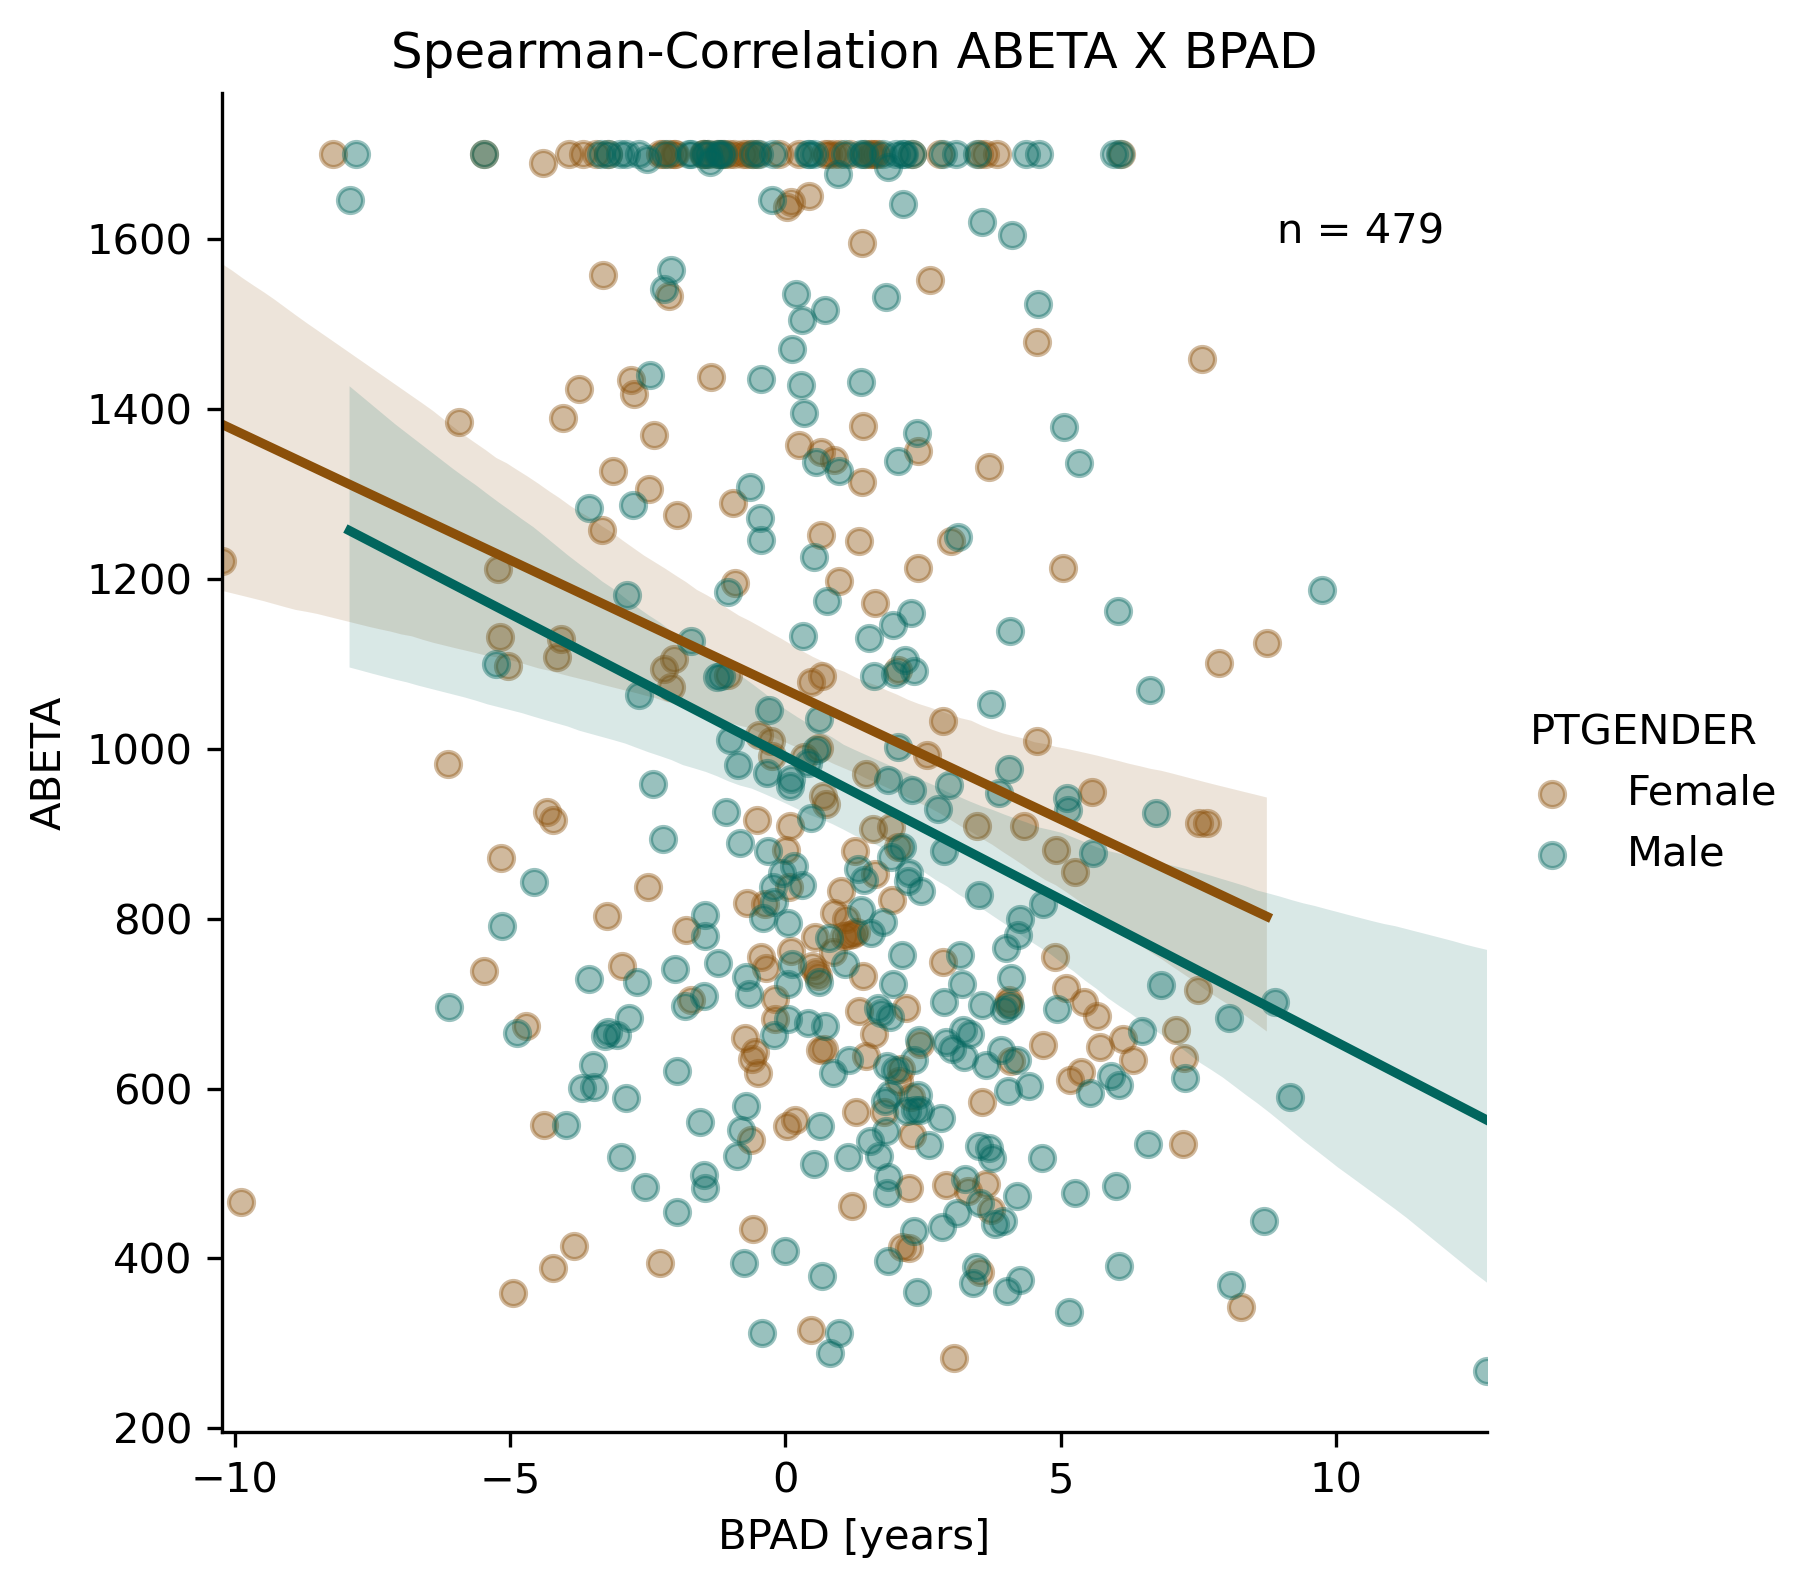 Spearman-Correlation ABETA X BPAD
n = 479
ABETA
1600
1400
1200
1000
800
600
400
200
−10
−5
0
5
10
BPAD [years]
PTGENDER
Female
Male